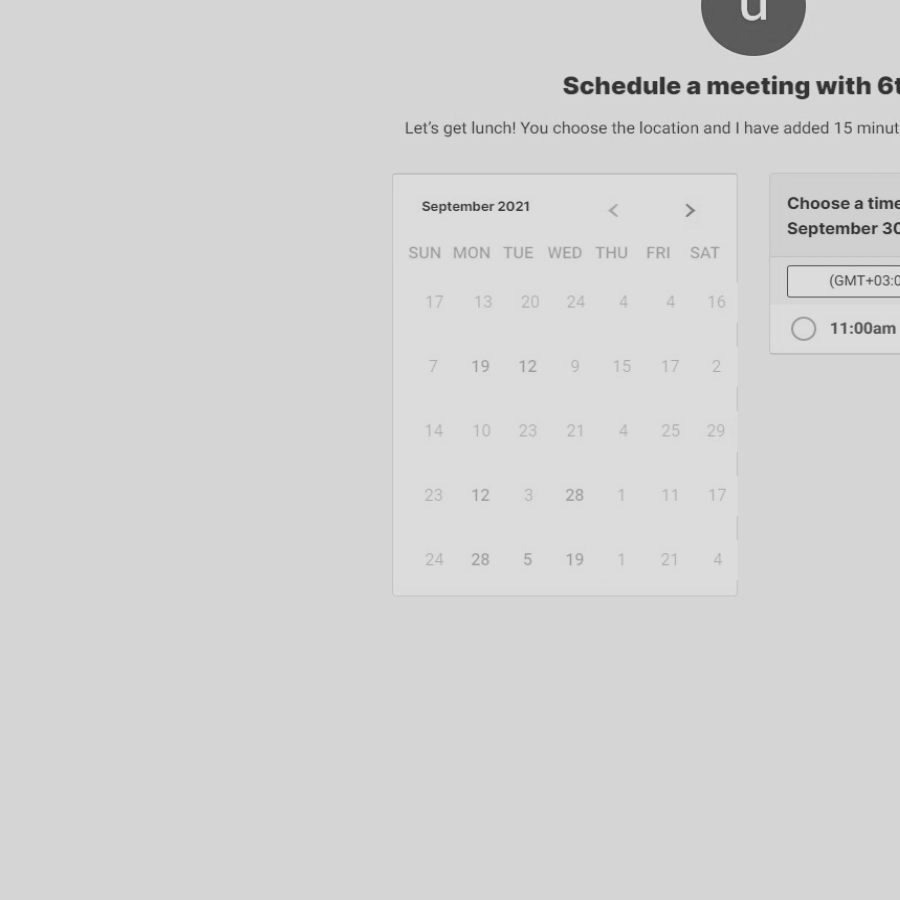 u
Schedule a meeting with 6t
Let's get lunch! You choose the location and I have added 15 minut
September 2021
SUN MON TUE WED THU FRI SAT
17 13 20 24 4 4 16
7 19 12 9 15 17 2
14 10 23 21 4 25 29
23 12 3 28 1 11 17
24 28 5 19 1 21 4
Choose a time
September 30
(GMT+03:0
11:00am